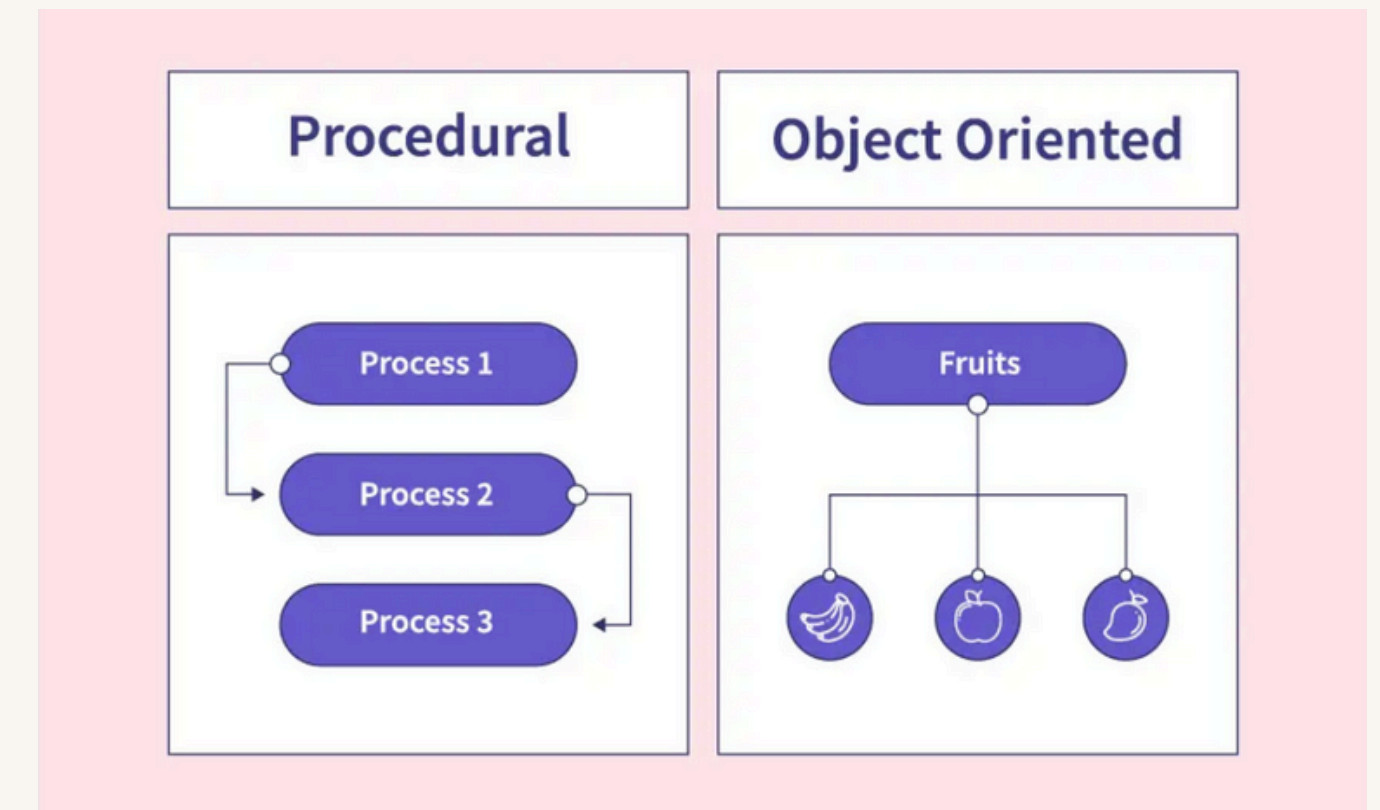 Procedural
Object Oriented
Process 1
Process 2
Process 3
Fruits